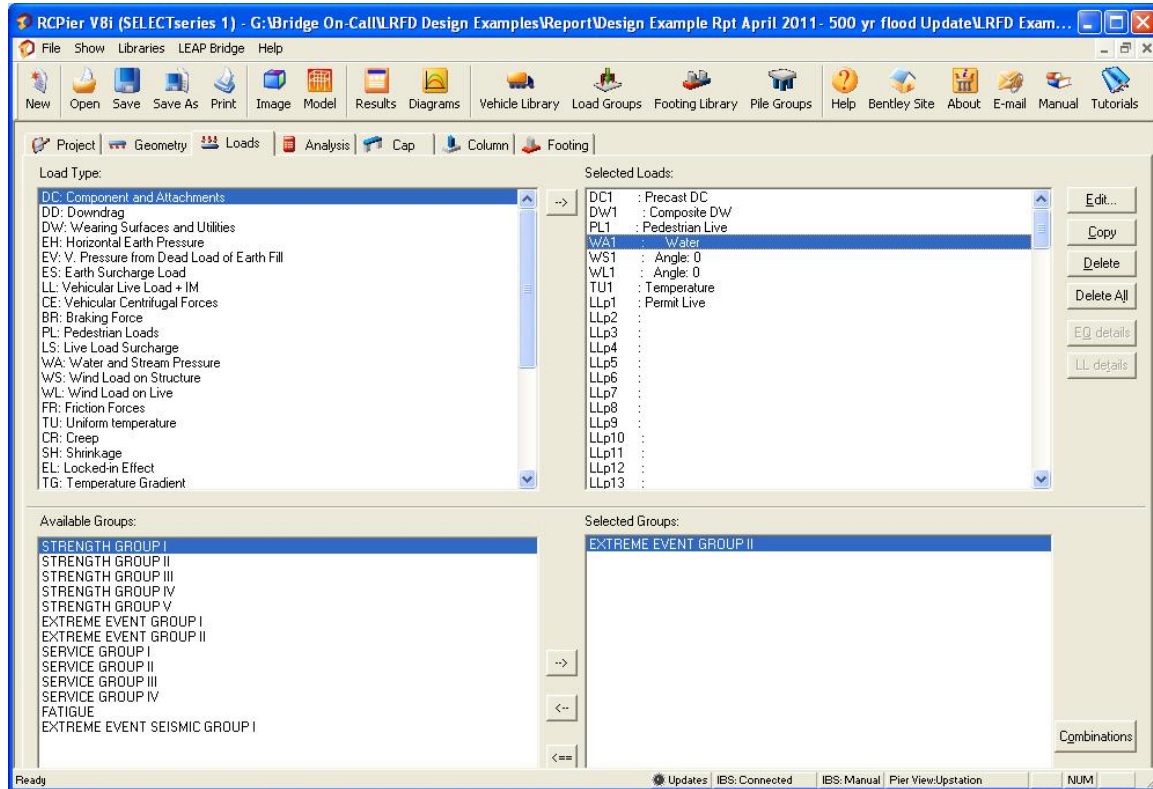 RCPier V8i (SELECTseries 1) - G:\Bridge On-Call\LRFD Design Examples\Report\Design Example Rpt April 2011- 500 yr flood Update\LRFD Exam...
File Show Libraries LEAP Bridge Help
New Open Save Save As Print Image Model Results Diagrams Vehicle Library Load Groups Footing Library Pile Groups Help Bentley Site About E-mail Manual Tutorials
Project Geometry Loads Analysis Cap Column Footing
Load Type:
DC: Component and Attachments
DD: Downdrag
DW: Wearing Surfaces and Utilities
EH: Horizontal Earth Pressure
EV: V. Pressure from Dead Load of Earth Fill
ES: Earth Surcharge Load
LL: Vehicular Live Load + IM
CE: Vehicular Centrifugal Forces
BR: Braking Force
PL: Pedestrian Loads
LS: Live Load Surcharge
WA: Water and Stream Pressure
WS: Wind Load on Structure
WL: Wind Load on Live
FR: Friction Forces
TU: Uniform temperature
CR: Creep
SH: Shrinkage
EL: Locked-in Effect
TG: Temperature Gradient
-->
Selected Loads:
DC1 : Precast DC
DW1 : Composite DW
PL1 : Pedestrian Live
WA1 : Water
WS1 : Angle: 0
WL1 : Angle: 0
TU1 : Temperature
LLp1 : Permit Live
LLp2 :
LLp3 :
LLp4 :
LLp5 :
LLp6 :
LLp7 :
LLp8 :
LLp9 :
LLp10 :
LLp11 :
LLp12 :
LLp13 :
Edit...
Copy
Delete
Delete All
EQ details
LL details
Available Groups:
STRENGTH GROUP I
STRENGTH GROUP II
STRENGTH GROUP III
STRENGTH GROUP IV
STRENGTH GROUP V
EXTREME EVENT GROUP I
EXTREME EVENT GROUP II
SERVICE GROUP I
SERVICE GROUP II
SERVICE GROUP III
SERVICE GROUP IV
FATIGUE
EXTREME EVENT SEISMIC GROUP I
-->
<--
<==
Selected Groups:
EXTREME EVENT GROUP II
Combinations
Ready Updates IBS: Connected IBS: Manual Pier View:Upstation NUM